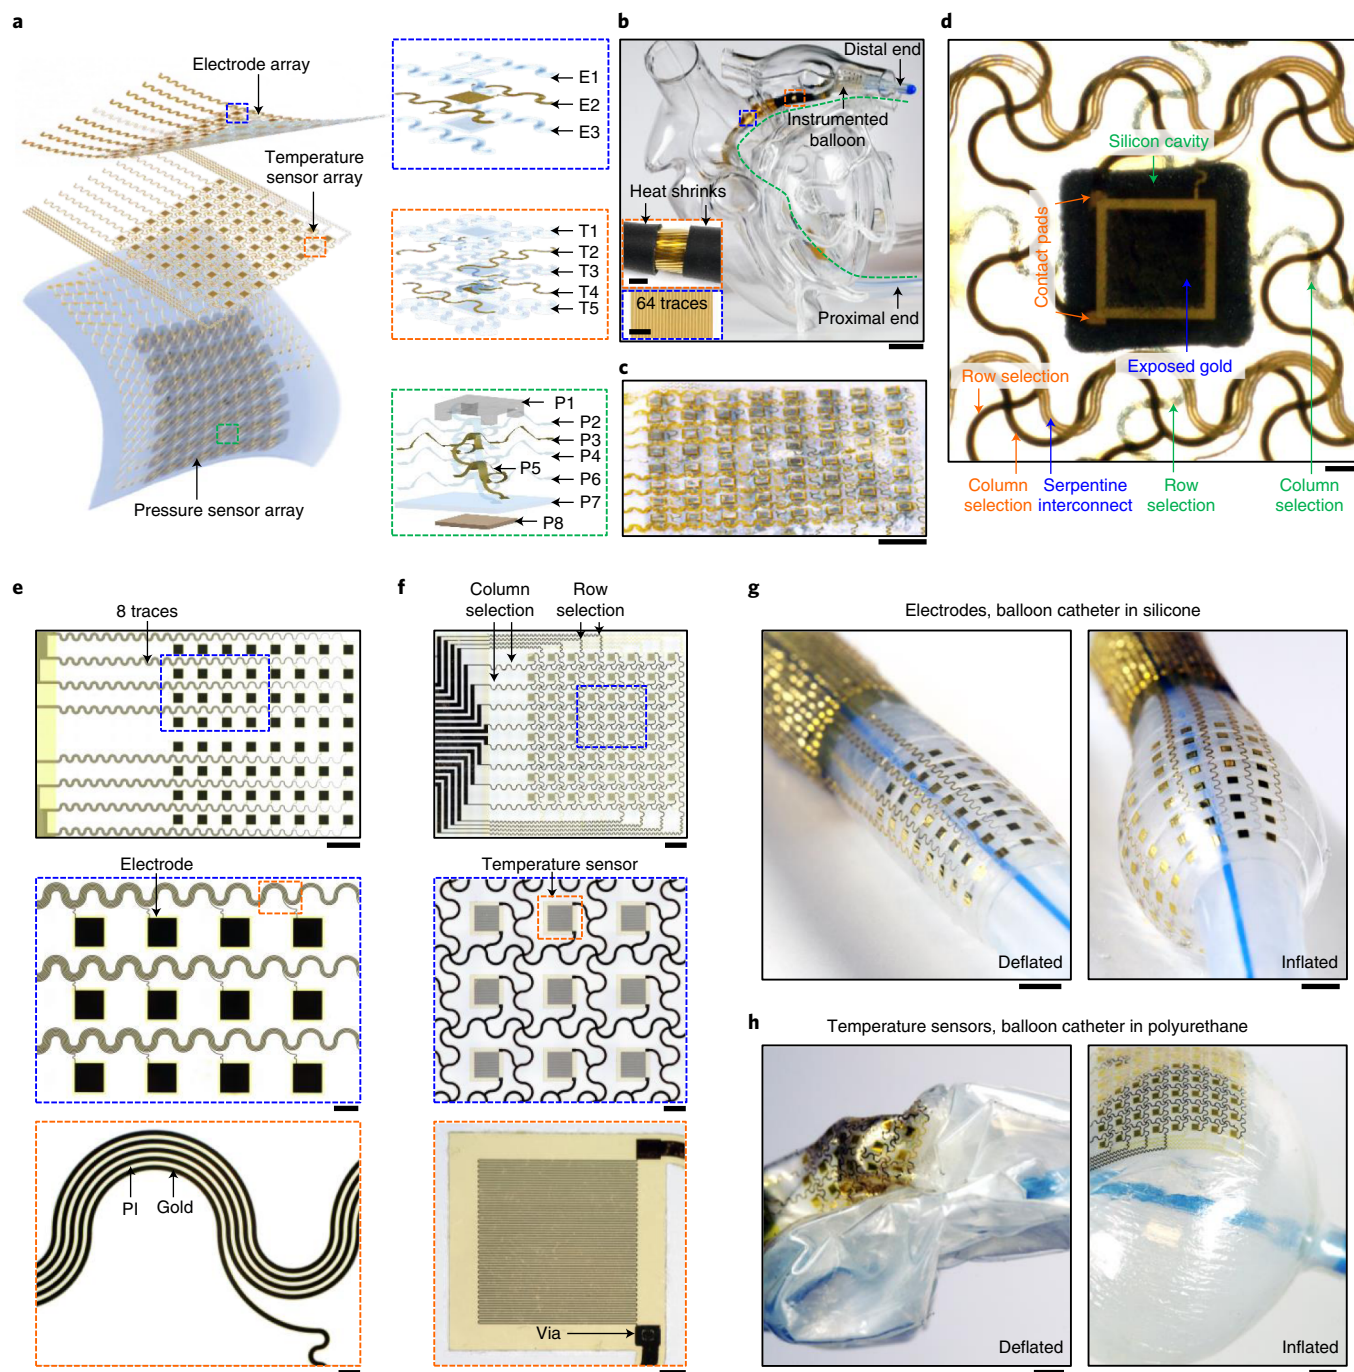 a
Electrode array
Temperature
sensor array
Pressure sensor array
E1
E2
E3
T1
T2
T3
T4
T5
P1
P2
P3
P4
P5
P6
P7
P8
b
Distal end
Instrumented
balloon
Heat shrinks
64 traces
Proximal end
c
d
Silicon cavity
Contact pads
Exposed gold
Row selection
Column
selection
Serpentine
interconnect
Row
selection
Column
selection
e
8 traces
Electrode
PI
Gold
f
Column
selection
Row
selection
Temperature sensor
Via
g
Electrodes, balloon catheter in silicone
Deflated
Inflated
h
Temperature sensors, balloon catheter in polyurethane
Deflated
Inflated